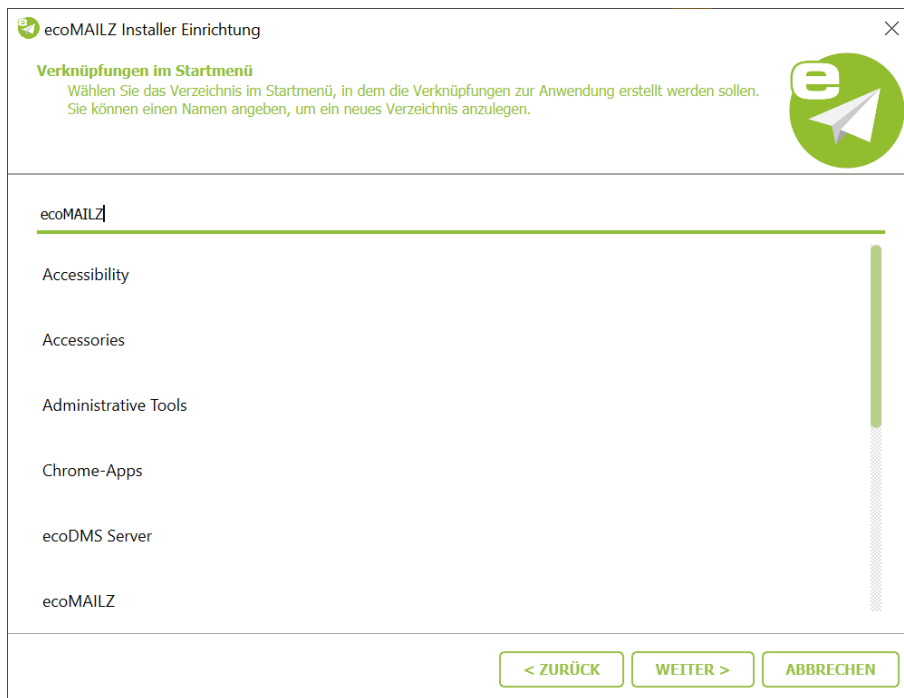 ecoMAILZ Installer Einrichtung
Verknüpfungen im Startmenü
Wählen Sie das Verzeichnis im Startmenü, in dem die Verknüpfungen zur Anwendung erstellt werden sollen.
Sie können einen Namen angeben, um ein neues Verzeichnis anzulegen.
e
ecoMAILZ
Accessibility
Accessories
Administrative Tools
Chrome-Apps
ecoDMS Server
ecoMAILZ
< ZURÜCK WEITER > ABBRECHEN